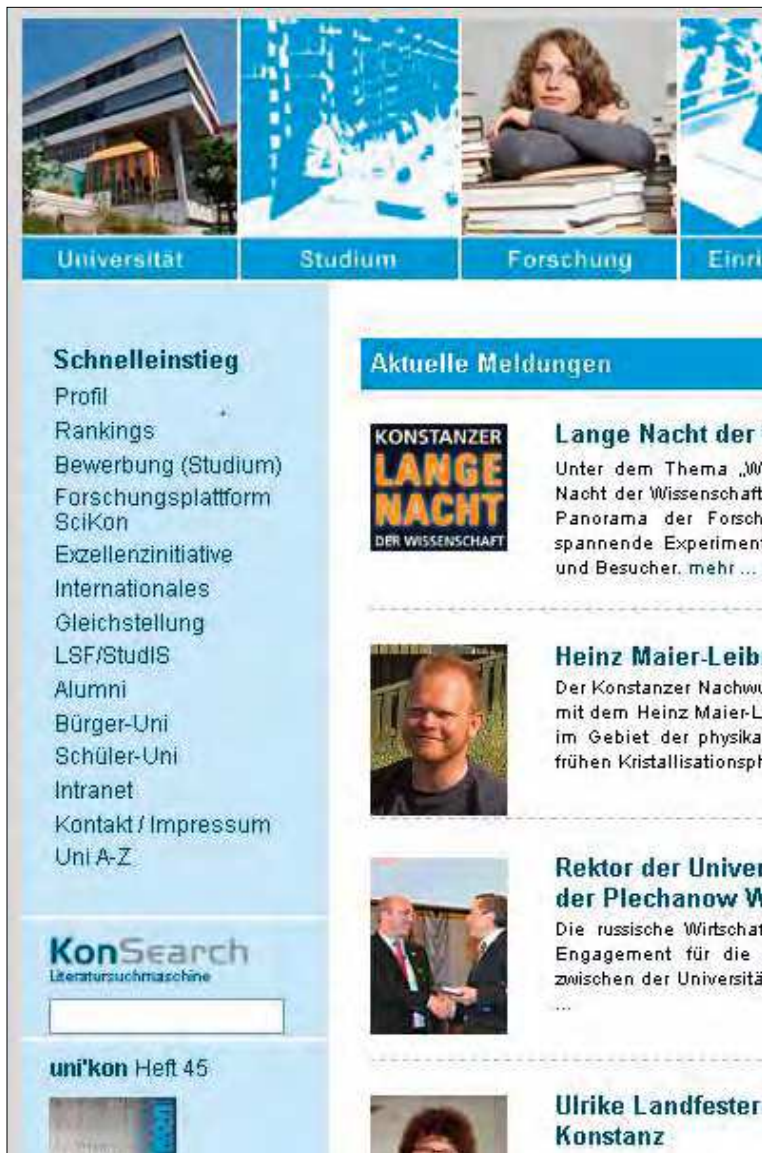 Universität
Studium
Forschung
Einri
Schnelleinstieg
Profil
Rankings
Bewerbung (Studium)
Forschungsplattform
SciKon
Exzellenzinitiative
Internationales
Gleichstellung
LSF/StudIS
Alumni
Bürger-Uni
Schüler-Uni
Intranet
Kontakt / Impressum
Uni A-Z
KonSearch
Literatursuchmaschine
uni'kon Heft 45
Aktuelle Meldungen
KONSTANZER
LANGE
NACHT
DER WISSENSCHAFT
Lange Nacht der
Unter dem Thema „W
Nacht der Wissenschaft
Panorama der Forsch
spannende Experiment
und Besucher. mehr ...
Heinz Maier-Leib
Der Konstanzer Nachwu
mit dem Heinz Maier-L
im Gebiet der physika
frühen Kristallisationsph
Rektor der Univer
der Plechanow W
Die russische Wirtschaf
Engagement für die
zwischen der Universitä
...
Ulrike Landfester
Konstanz